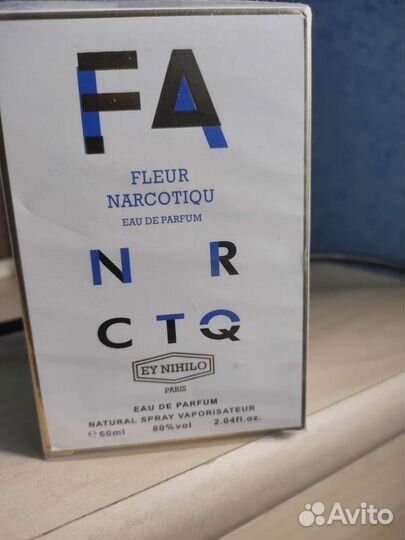 FA
FLEUR
NARCOTIQU
EAU DE PARFUM
N R
CTQ
EY NIHILO
PARIS
EAU DE PARFUM
NATURAL SPRAY VAPORISATEUR
℮60ml 80%vol 2.04fl.oz.
Avito